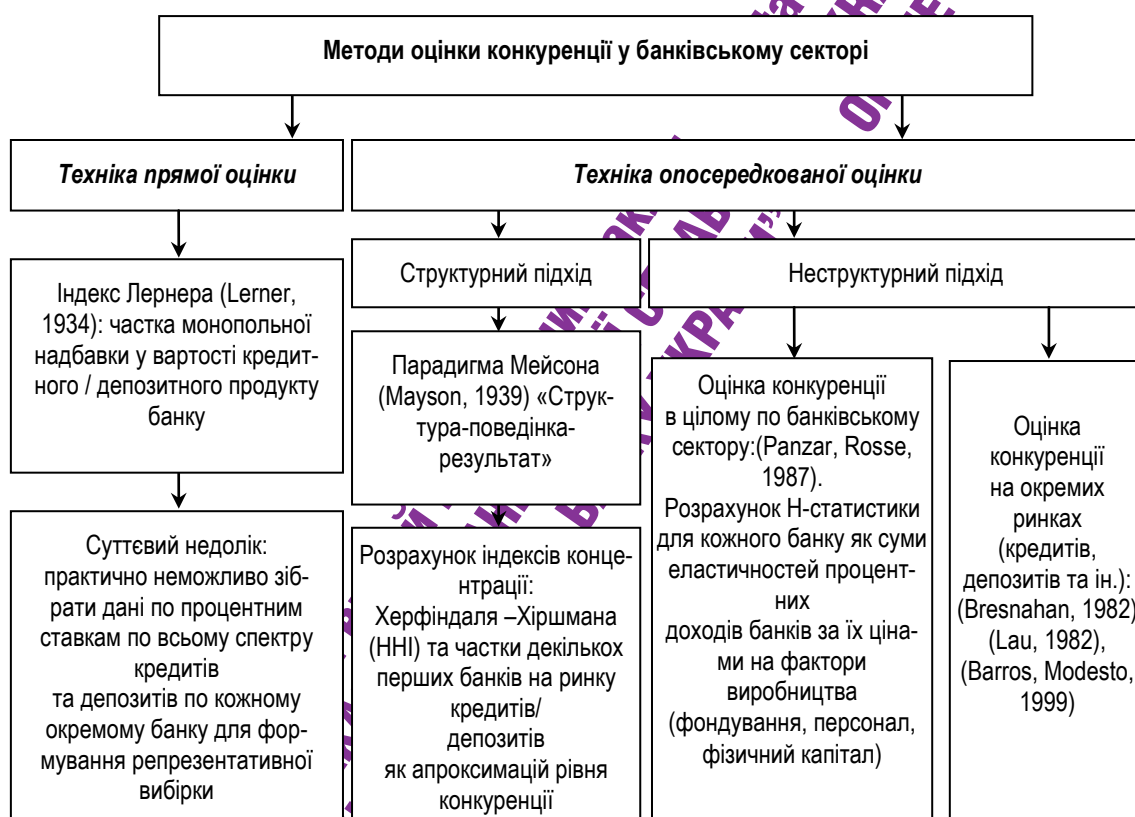 Методи оцінки конкуренції у банківському секторі
Техніка прямої оцінки
Техніка опосередкованої оцінки
Індекс Лернера (Lerner,
1934): частка монопольної
надбавки у вартості кредит-
ного / депозитного продукту
банку
Суттєвий недолік:
практично неможливо зіб-
рати дані по процентним
ставкам по всьому спектру
кредитів
та депозитів по кожному
окремому банку для фор-
мування репрезентативної
вибірки
Структурний підхід
Парадигма Мейсона
(Mayson, 1939) «Струк-
тура-поведінка-
результат»
Розрахунок індексів конце-
нтрації:
Херфіндаля –Хіршмана
(HHI) та частки декількох
перших банків на ринку
кредитів/
депозитів
як апроксимацій рівня
конкуренції
Неструктурний підхід
Оцінка конкуренції
в цілому по банківському
сектору:(Panzar, Rosse,
1987).
Розрахунок Н-статистики
для кожного банку як суми
еластичностей процент-
них
доходів банків за їх ціна-
ми на фактори
виробництва
(фондування, персонал,
фізичний капітал)
Оцінка
конкуренції
на окремих
ринках
(кредитів,
депозитів та ін.):
(Bresnahan, 1982)
(Lau, 1982),
(Barros, Modesto,
1999)